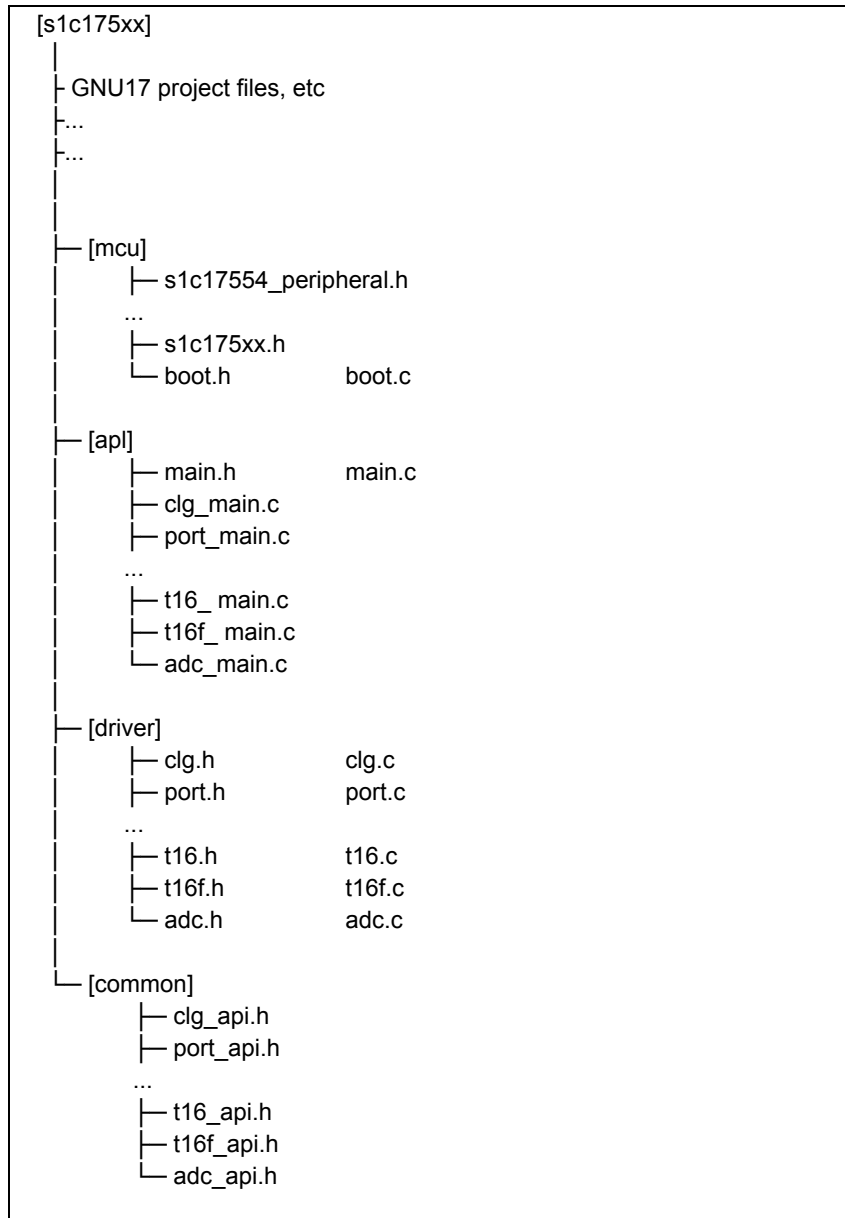 [s1c175xx]
GNU17 project files, etc
...
...
[mcu]
s1c17554_peripheral.h
...
s1c175xx.h
boot.h boot.c
[apl]
main.h main.c
clg_main.c
port_main.c
...
t16_ main.c
t16f_ main.c
adc_main.c
[driver]
clg.h clg.c
port.h port.c
...
t16.h t16.c
t16f.h t16f.c
adc.h adc.c
[common]
clg_api.h
port_api.h
...
t16_api.h
t16f_api.h
adc_api.h